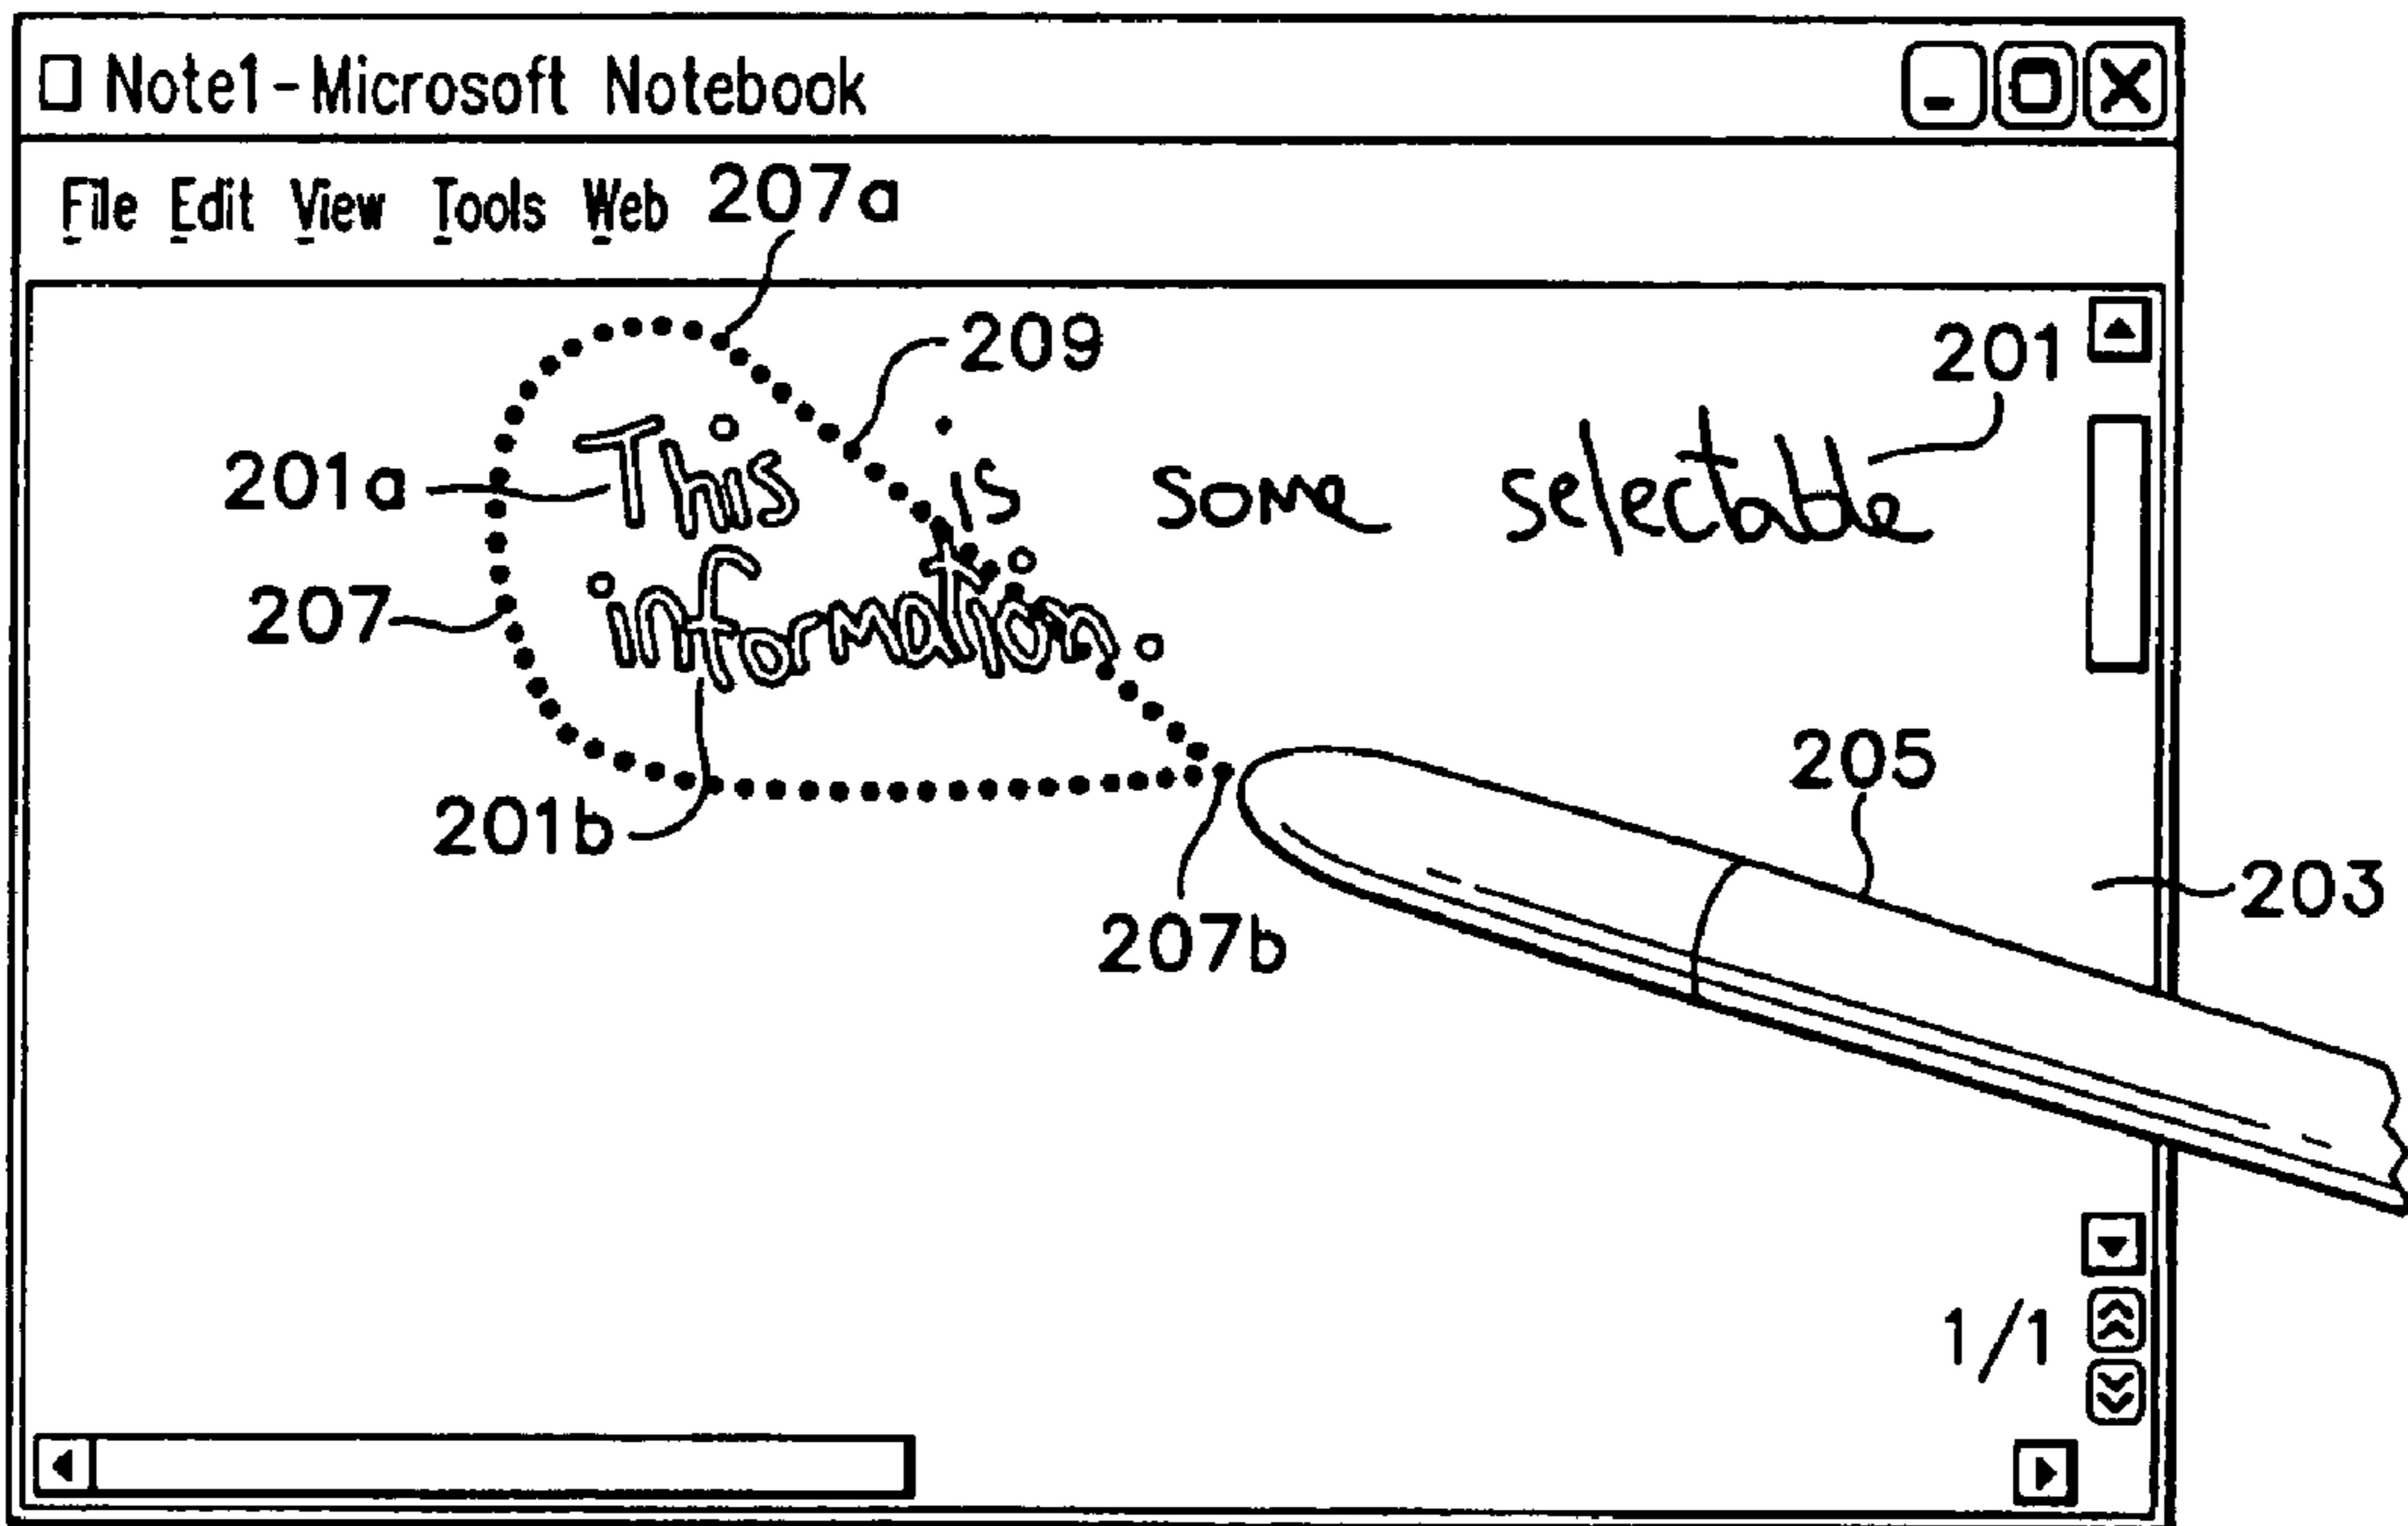 Note1-Microsoft Notebook
File Edit View Tools Web 207a
209
201
201a This is some selectable
207 information.
205
201b
203
207b
1/1